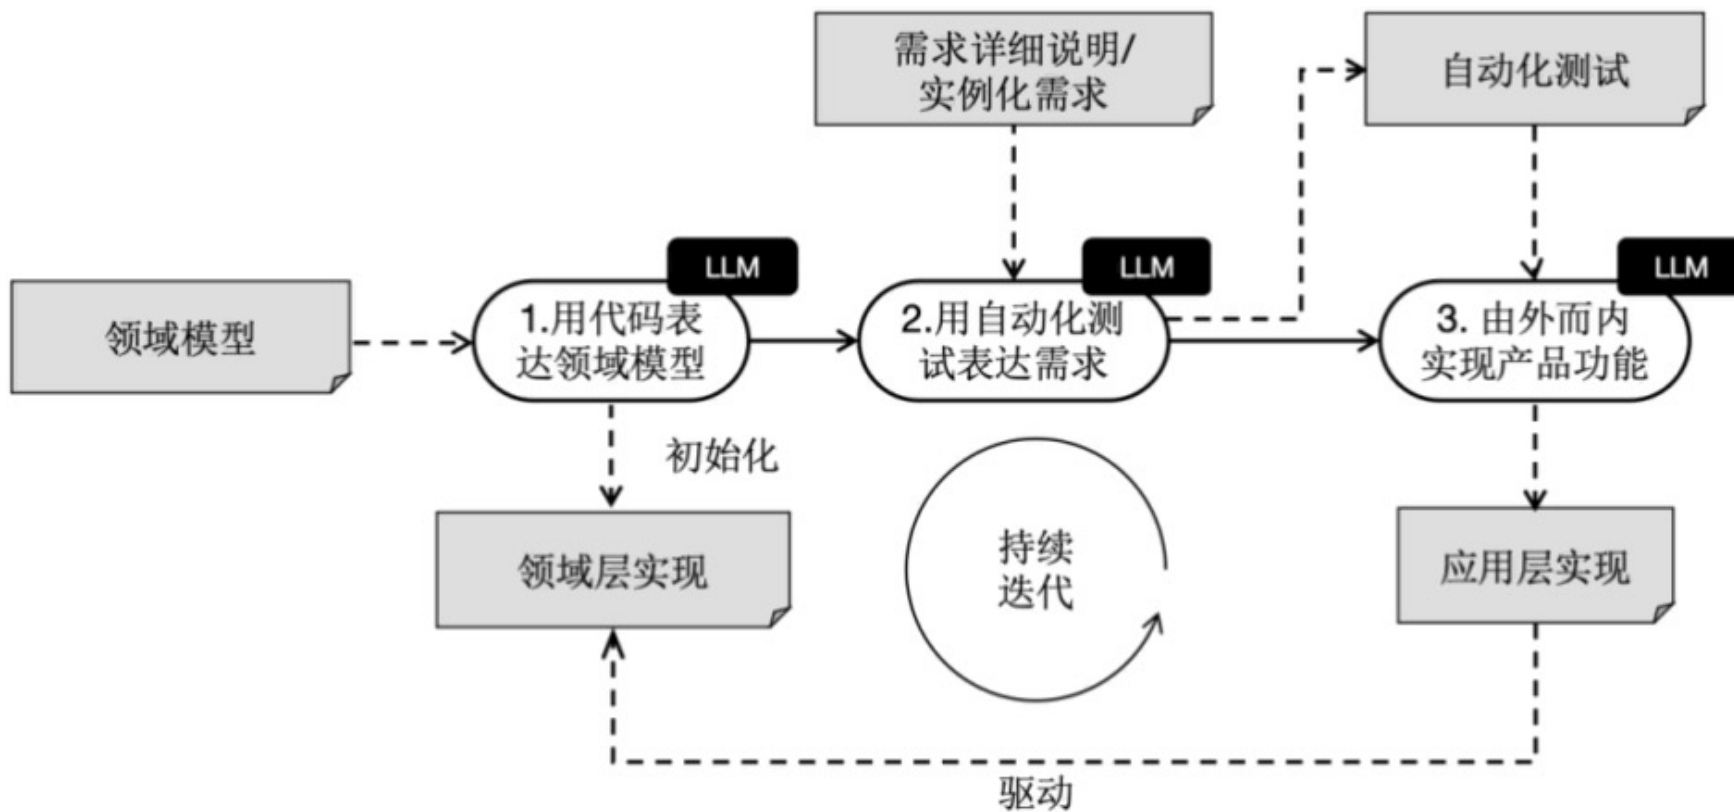 需求详细说明/
实例化需求
自动化测试
领域模型
LLM
1.用代码表
达领域模型
LLM
2.用自动化测
试表达需求
LLM
3. 由外而内
实现产品功能
初始化
领域层实现
持续
迭代
应用层实现
驱动